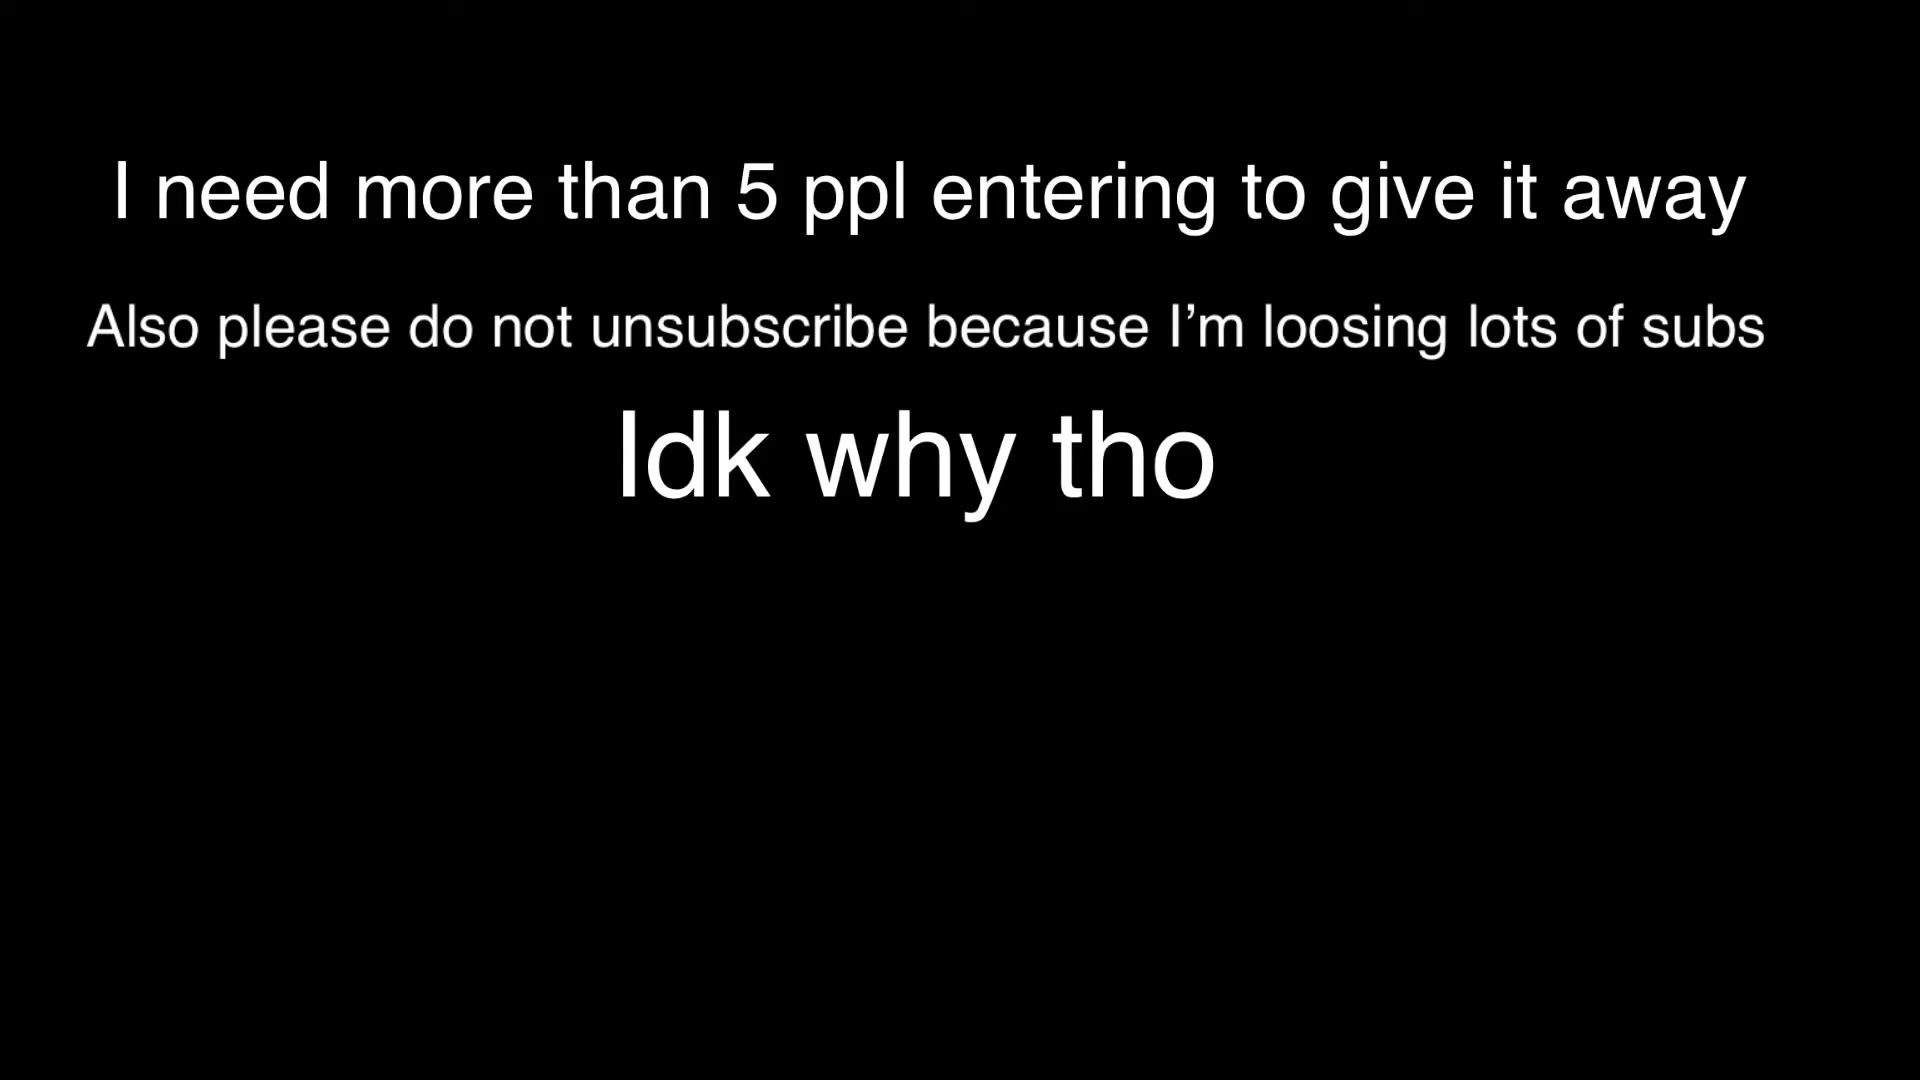 I need more than 5 ppl entering to give it away
Also please do not unsubscribe because I’m loosing lots of subs
Idk why tho